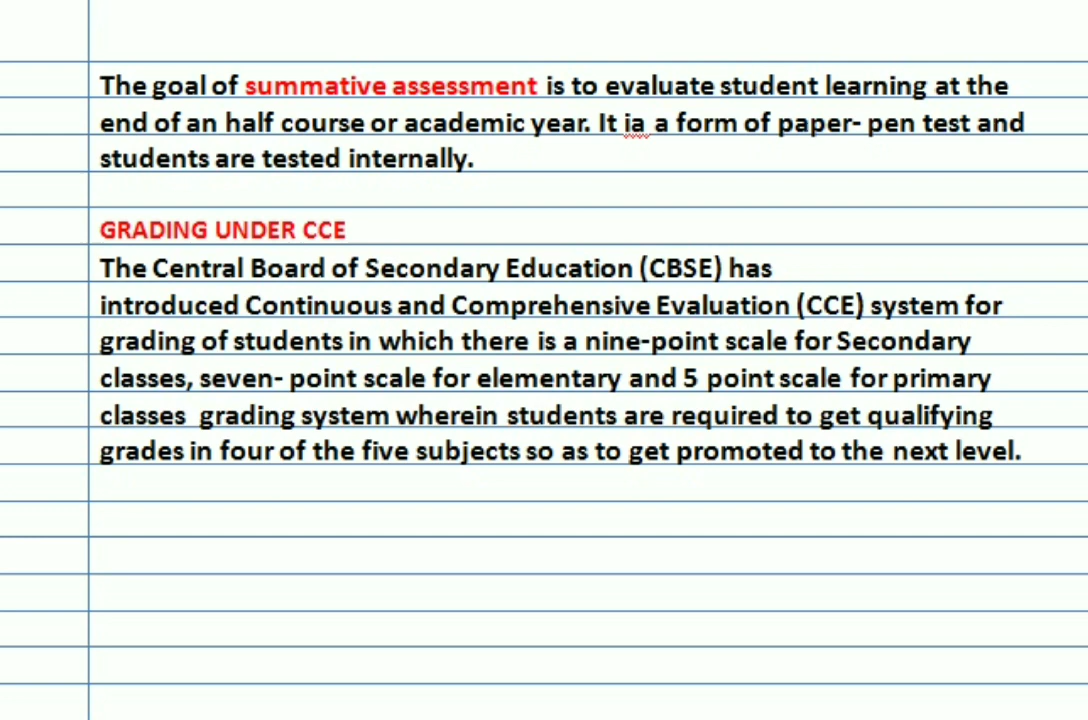 The goal of summative assessment is to evaluate student learning at the
end of an half course or academic year. It ia a form of paper- pen test and
students are tested internally.
GRADING UNDER CCE
The Central Board of Secondary Education (CBSE) has
introduced Continuous and Comprehensive Evaluation (CCE) system for
grading of students in which there is a nine-point scale for Secondary
classes, seven- point scale for elementary and 5 point scale for primary
classes grading system wherein students are required to get qualifying
grades in four of the five subjects so as to get promoted to the next level.